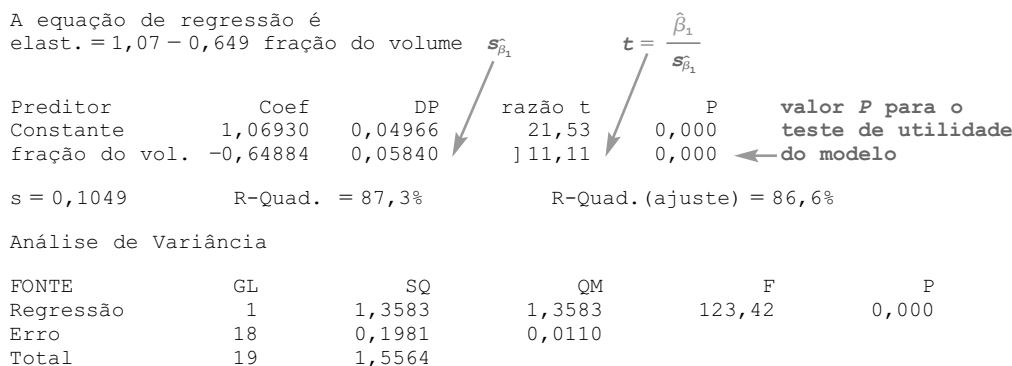 A equação de regressão é
elast. = 1,07 − 0,649 fração do volume s_β̂₁ t = β̂₁ / s_β̂₁
Preditor Coef DP razão t P valor P para o
Constante 1,06930 0,04966 21,53 0,000 teste de utilidade
fração do vol. −0,64884 0,05840 ]11,11 0,000 do modelo
s = 0,1049 R-Quad. = 87,3% R-Quad.(ajuste) = 86,6%
Análise de Variância
FONTE GL SQ QM F P
Regressão 1 1,3583 1,3583 123,42 0,000
Erro 18 0,1981 0,0110
Total 19 1,5564